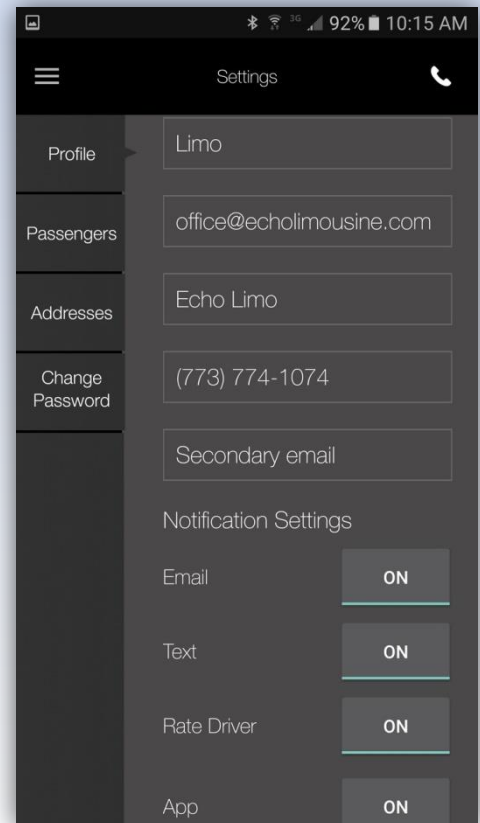 3G 92% 10:15 AM
Settings
Profile
Passengers
Addresses
Change
Password
Limo
office@echolimousine.com
Echo Limo
(773) 774-1074
Secondary email
Notification Settings
Email ON
Text ON
Rate Driver ON
App ON